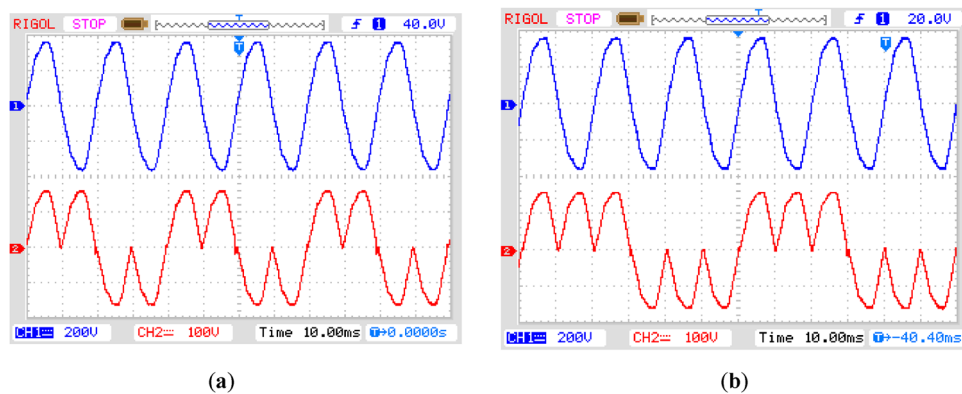 RIGOL STOP T f 1 40.0V
T
1
2
CH1 200V CH2 100V Time 10.00ms T→0.0000s
(a)
RIGOL STOP T f 1 20.0V
T
1
2
CH1 200V CH2 100V Time 10.00ms T→-40.40ms
(b)